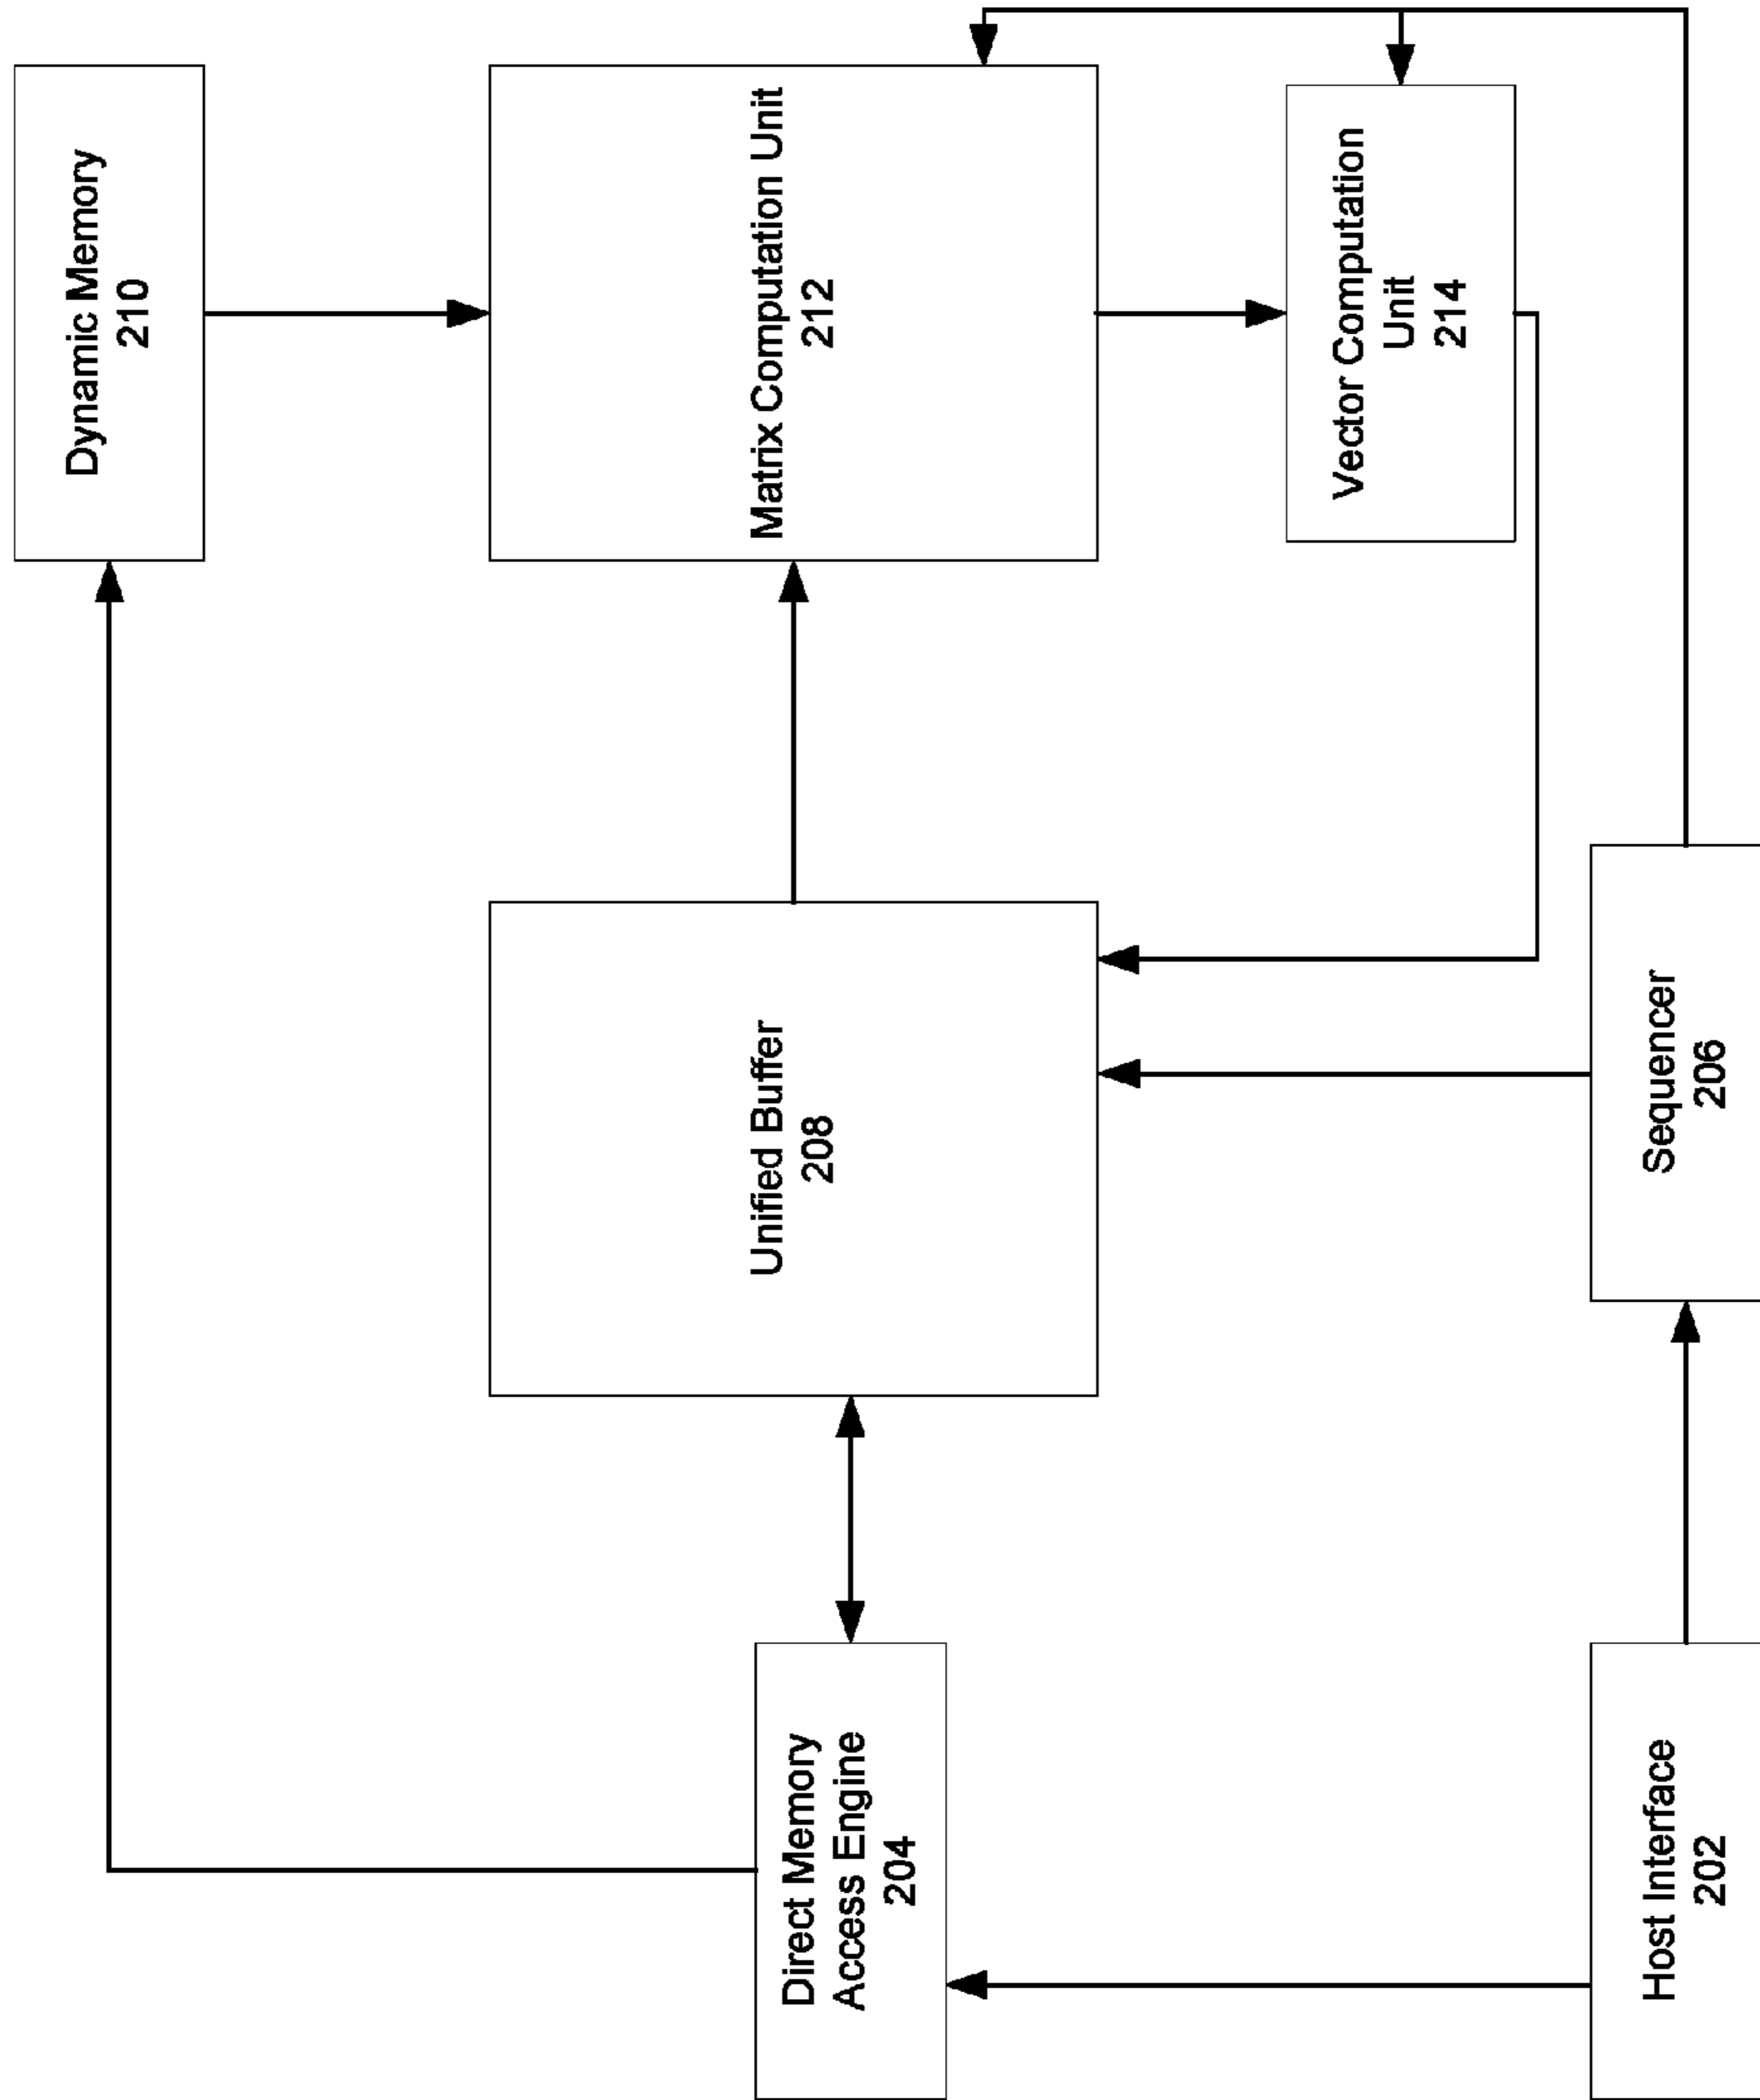 Dynamic Memory
210
Direct Memory
Access Engine
204
Unified Buffer
208
Matrix Computation Unit
212
Vector Computation
Unit
214
Host Interface
202
Sequencer
206